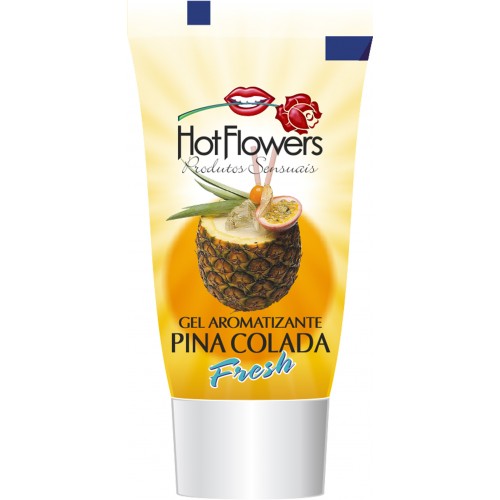 HotFlowers
Produtos Sensuais
GEL AROMATIZANTE
PINA COLADA
Fresh